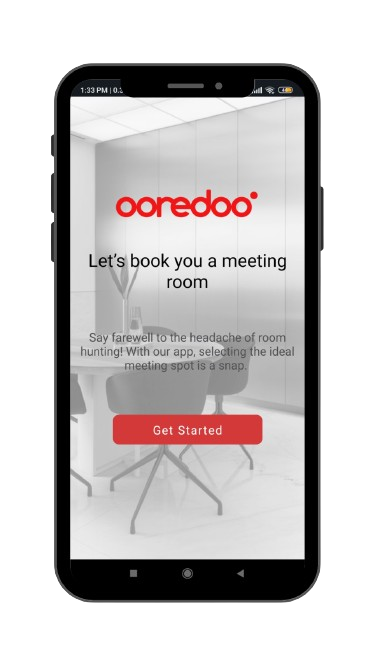 1:33 PM | 0.
ooredoo
Let's book you a meeting
room
Say farewell to the headache of room
hunting! With our app, selecting the ideal
meeting spot is a snap.
Get Started